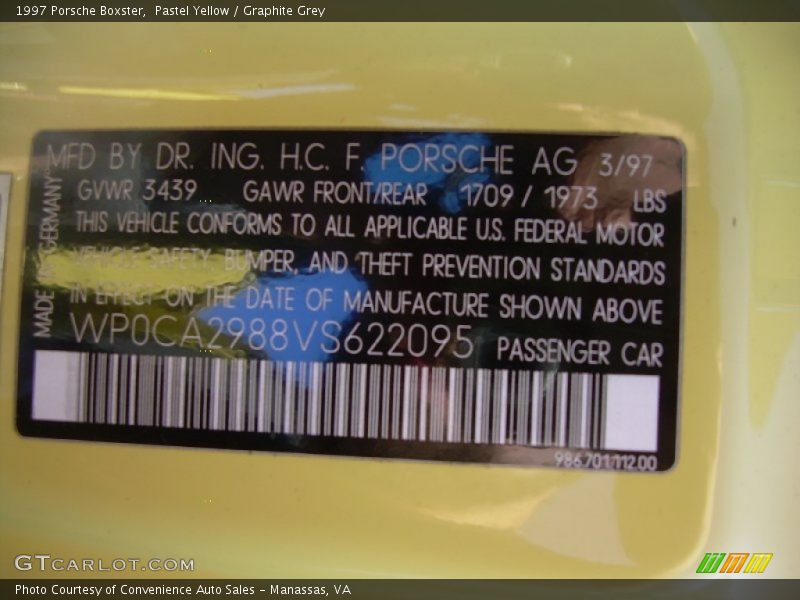 1997 Porsche Boxster,  Pastel Yellow / Graphite Grey
MFD BY DR. ING. H.C. F. PORSCHE AG 3/97
GVWR 3439 GAWR FRONT/REAR 1709 / 1973 LBS
THIS VEHICLE CONFORMS TO ALL APPLICABLE U.S. FEDERAL MOTOR
VEHICLE SAFETY, BUMPER, AND THEFT PREVENTION STANDARDS
IN EFFECT ON THE DATE OF MANUFACTURE SHOWN ABOVE
WP0CA2988VS622095 PASSENGER CAR
MADE IN GERMANY
986.701.112.00
GTCARLOT.COM
Photo Courtesy of Convenience Auto Sales - Manassas, VA